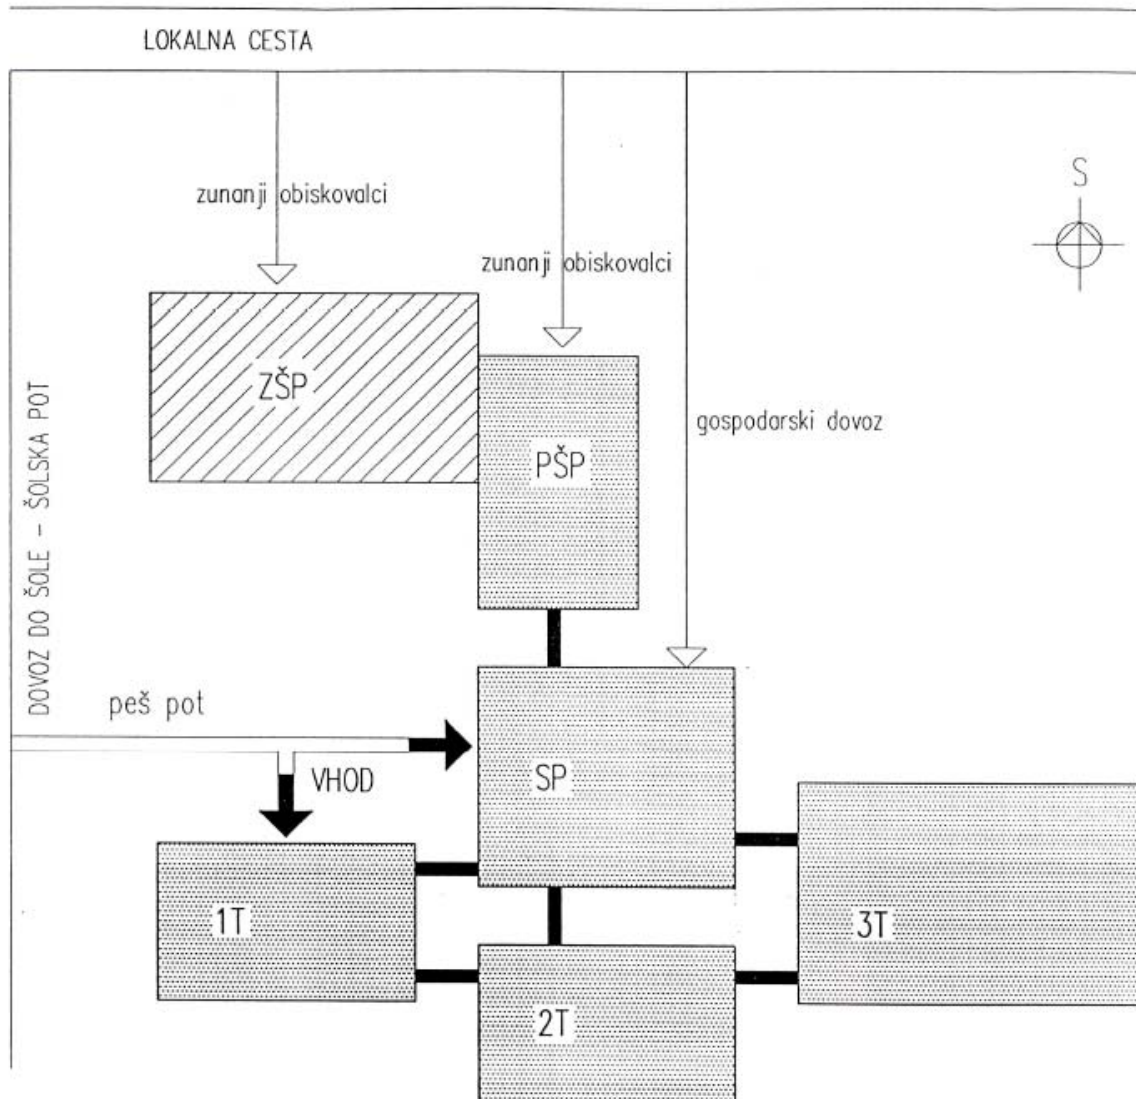 LOKALNA CESTA
zunanji obiskovalci
S
zunanji obiskovalci
ZŠP
PŠP
gospodarski dovoz
DOVOZ DO ŠOLE - ŠOLSKA POT
peš pot
VHOD
SP
1T
3T
2T